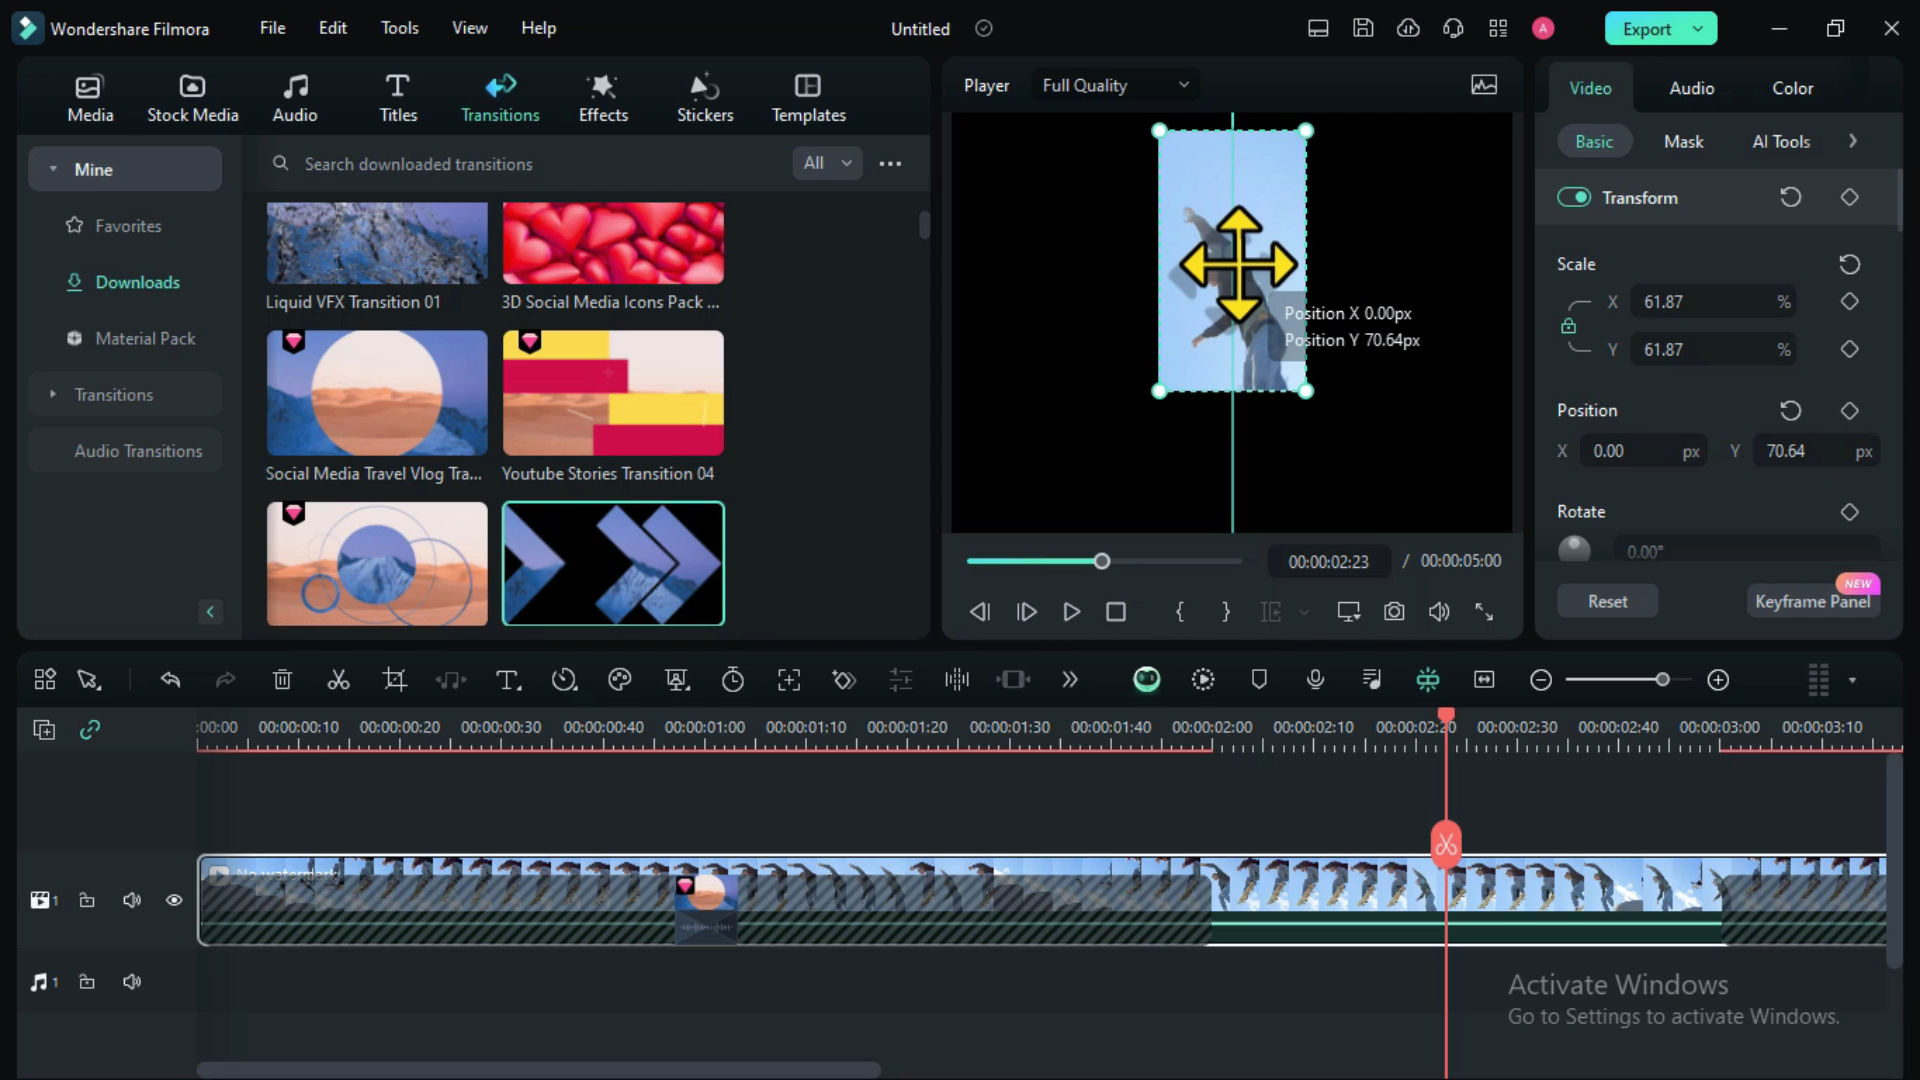 Wondershare Filmora
File
Edit
Tools
View
Help
Untitled
A
Export
Media
Stock Media
Audio
Titles
Transitions
Effects
Stickers
Templates
Player
Full Quality
Video
Audio
Color
Mine
Search downloaded transitions
All
Basic
Mask
AI Tools
Favorites
Downloads
Material Pack
Transitions
Audio Transitions
Liquid VFX Transition 01
3D Social Media Icons Pack ...
Social Media Travel Vlog Tra...
Youtube Stories Transition 04
Position X 0.00px
Position Y 70.64px
Transform
Scale
X 61.87 %
Y 61.87 %
Position
X 0.00 px Y 70.64 px
Rotate
0.00°
00:00:02:23 / 00:00:05:00
Reset
Keyframe Panel
NEW
:00:00 00:00:00:10 00:00:00:20 00:00:00:30 00:00:00:40 00:00:01:00 00:00:01:10 00:00:01:20 00:00:01:30 00:00:01:40 00:00:02:00 00:00:02:10 00:00:02:20 00:00:02:30 00:00:02:40 00:00:03:00 00:00:03:10
No watermark
1
1
Activate Windows
Go to Settings to activate Windows.